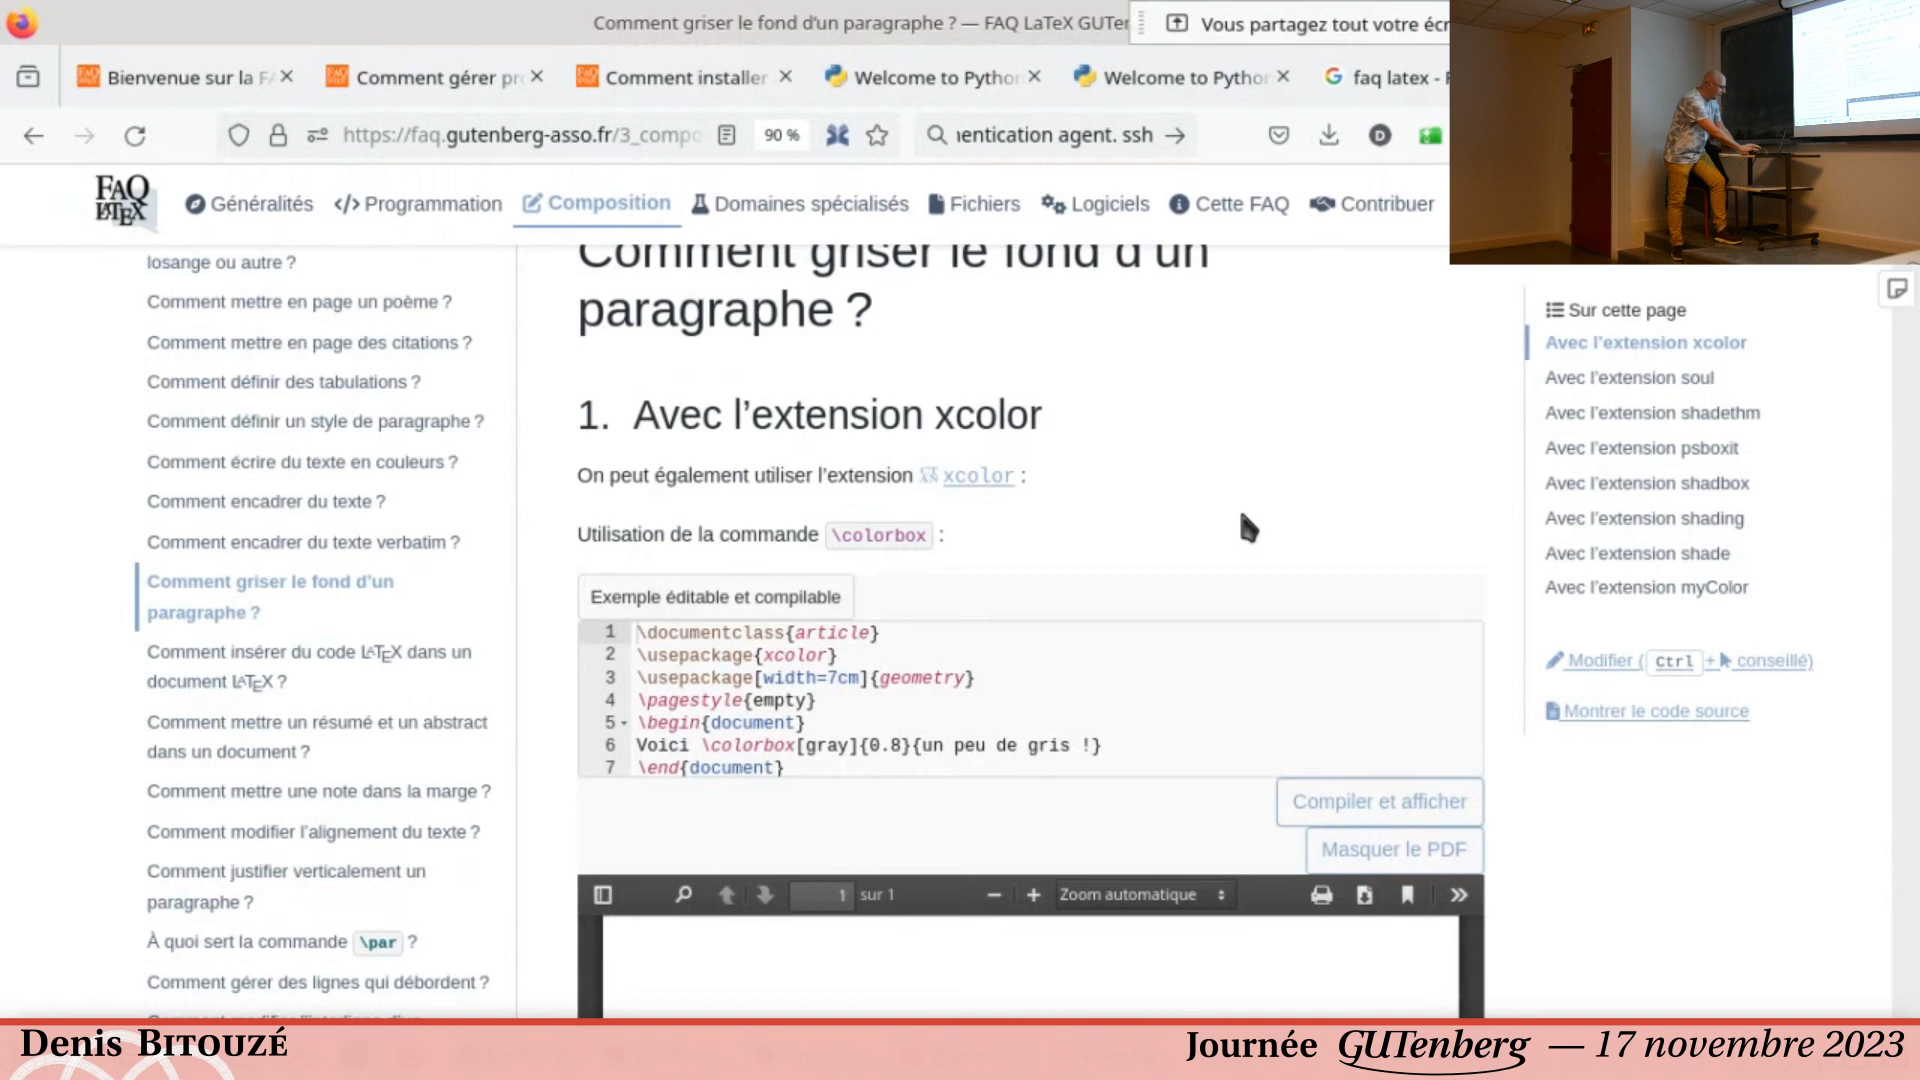 Comment griser le fond d'un paragraphe ? — FAQ LaTeX GUTe
Vous partagez tout votre écr
Bienvenue sur la FA
Comment gérer pr
Comment installer
Welcome to Python
Welcome to Python
faq latex -
https://faq.gutenberg-asso.fr/3_compo
90 %
entication agent. ssh
FAQ
LATEX
Généralités
Programmation
Composition
Domaines spécialisés
Fichiers
Logiciels
Cette FAQ
Contribuer
losange ou autre ?
Comment mettre en page un poème ?
Comment mettre en page des citations ?
Comment définir des tabulations ?
Comment définir un style de paragraphe ?
Comment écrire du texte en couleurs ?
Comment encadrer du texte ?
Comment encadrer du texte verbatim ?
Comment griser le fond d'un
paragraphe ?
Comment insérer du code LATEX dans un
document LATEX ?
Comment mettre un résumé et un abstract
dans un document ?
Comment mettre une note dans la marge ?
Comment modifier l'alignement du texte ?
Comment justifier verticalement un
paragraphe ?
À quoi sert la commande \par ?
Comment gérer des lignes qui débordent ?
Comment griser le fond d'un
paragraphe ?
1. Avec l'extension xcolor
On peut également utiliser l'extension xcolor :
Utilisation de la commande \colorbox :
Exemple éditable et compilable
1 \documentclass{article}
2 \usepackage{xcolor}
3 \usepackage[width=7cm]{geometry}
4 \pagestyle{empty}
5 \begin{document}
6 Voici \colorbox[gray]{0.8}{un peu de gris !}
7 \end{document}
Compiler et afficher
Masquer le PDF
1 sur 1
Zoom automatique
Sur cette page
Avec l'extension xcolor
Avec l'extension soul
Avec l'extension shadethm
Avec l'extension psboxit
Avec l'extension shadbox
Avec l'extension shading
Avec l'extension shade
Avec l'extension myColor
Modifier ( Ctrl + conseillé)
Montrer le code source
Denis BITOUZÉ
Journée GUTenberg — 17 novembre 2023